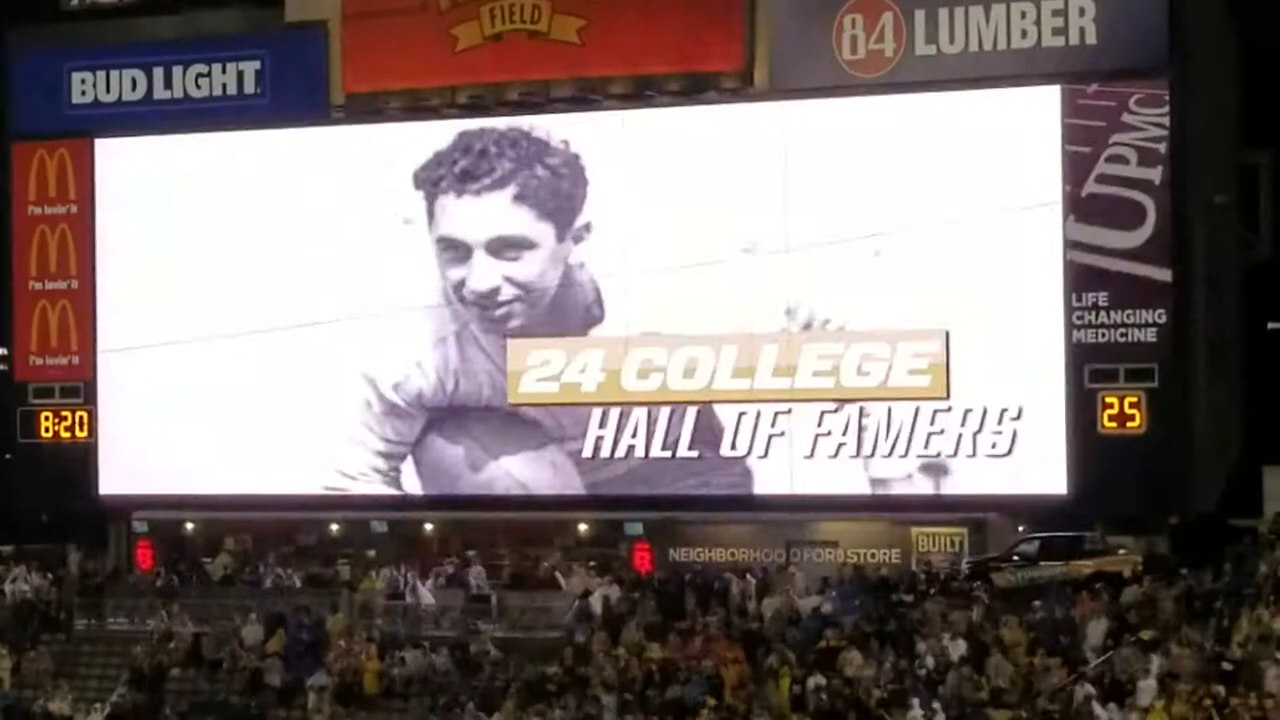 FIELD
84 LUMBER
BUD LIGHT
I'm lovin' it
I'm lovin' it
I'm lovin' it
UPMC
LIFE
CHANGING
MEDICINE
24 COLLEGE
HALL OF FAMERS
8:20
25
NEIGHBORHOOD FORD STORE
BUILT